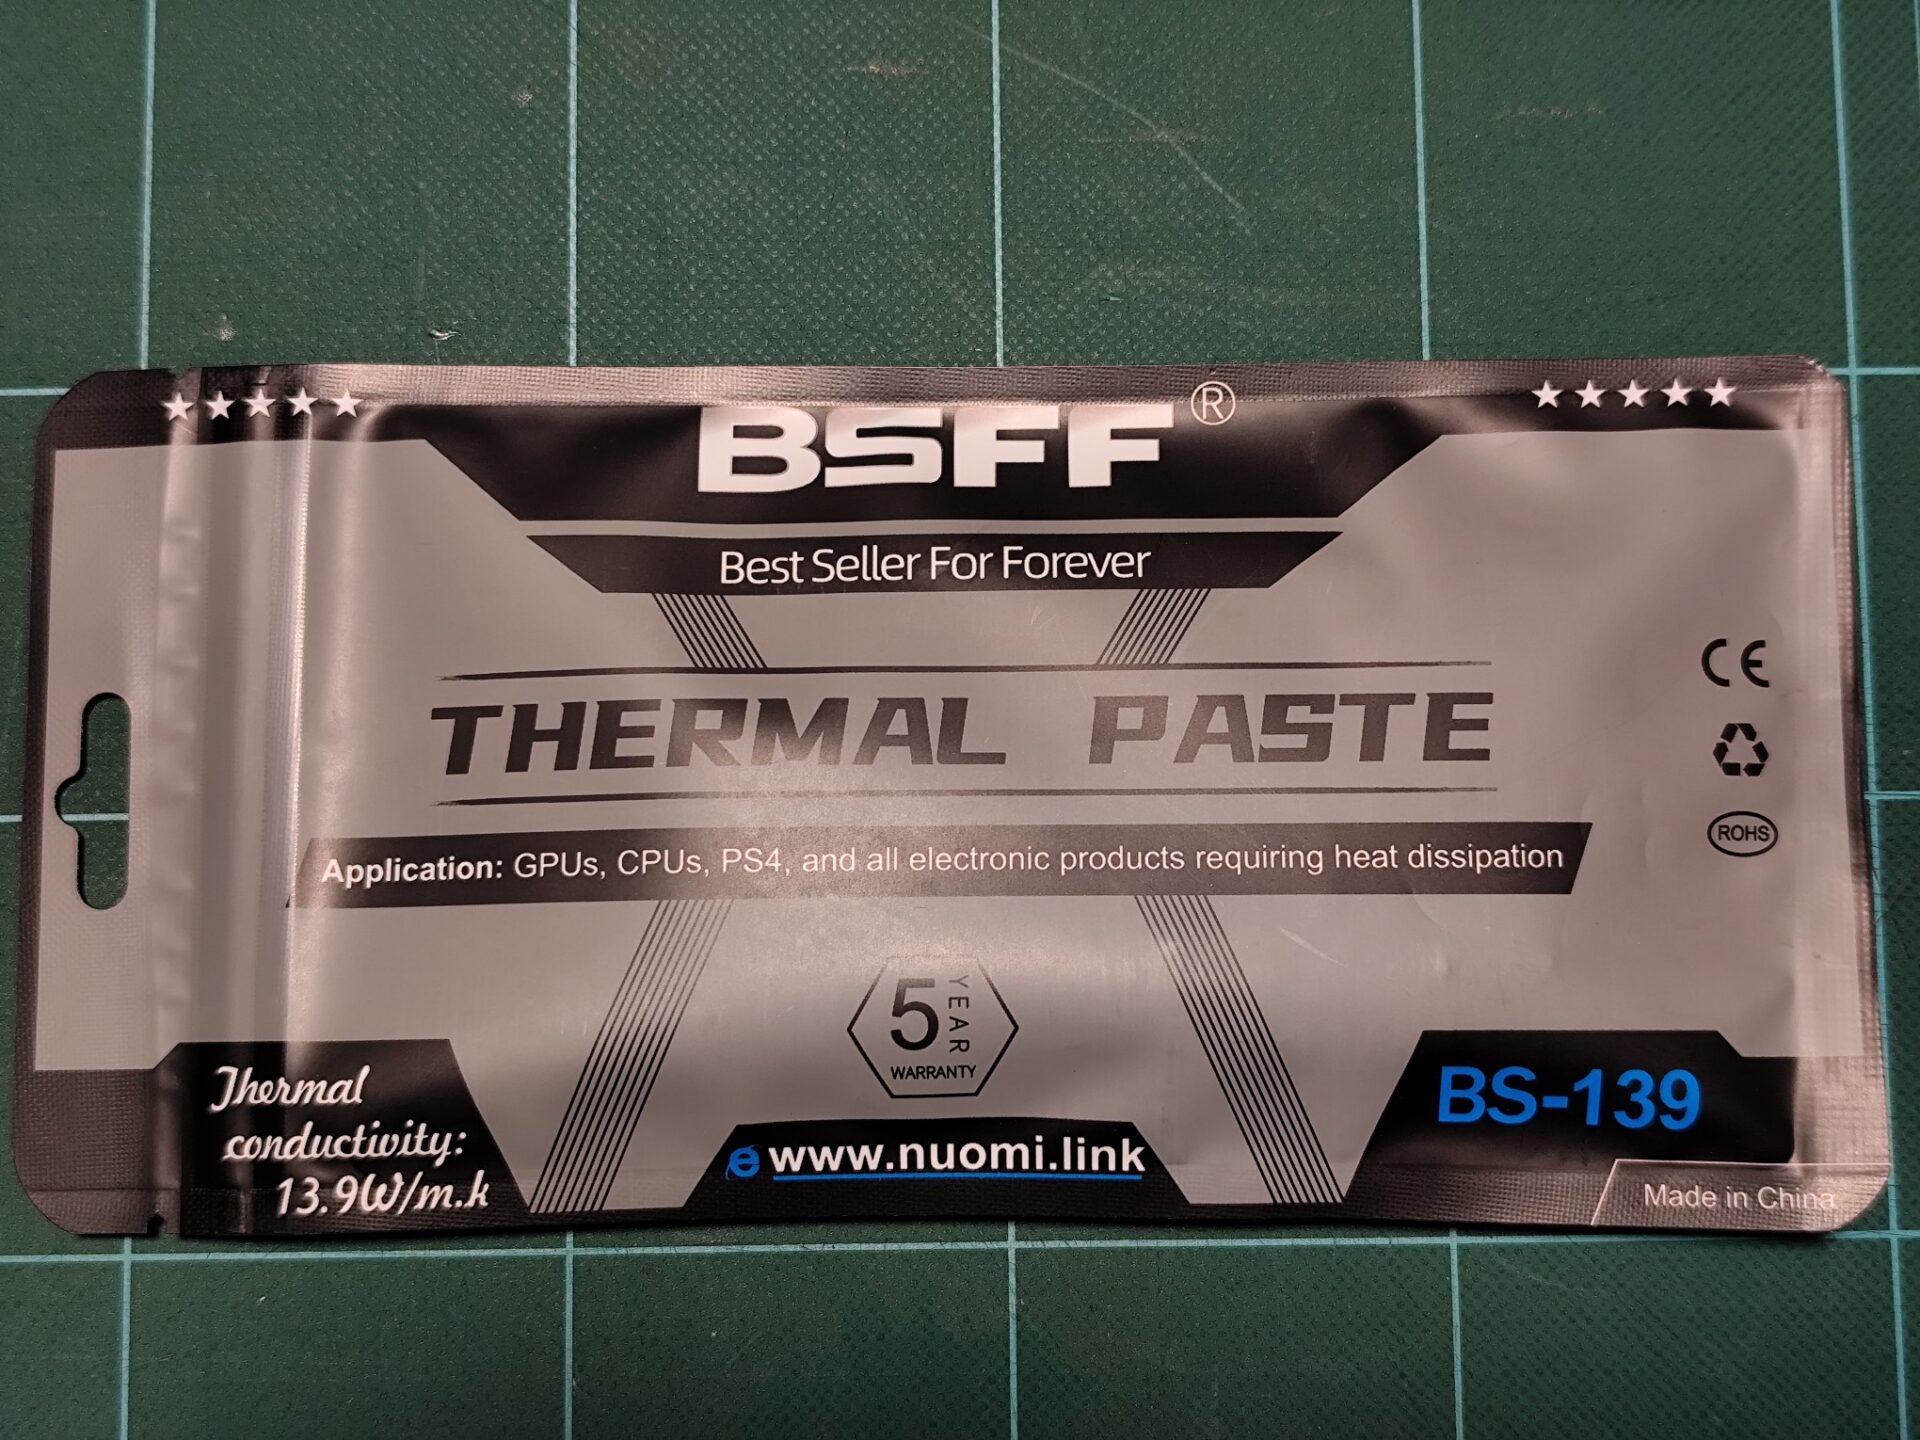 BSFF®
Best Seller For Forever
THERMAL PASTE
CE
Application: GPUs, CPUs, PS4, and all electronic products requiring heat dissipation
ROHS
5 YEAR
WARRANTY
Thermal
conductivity:
13.9W/m.k
www.nuomi.link
BS-139
Made in China